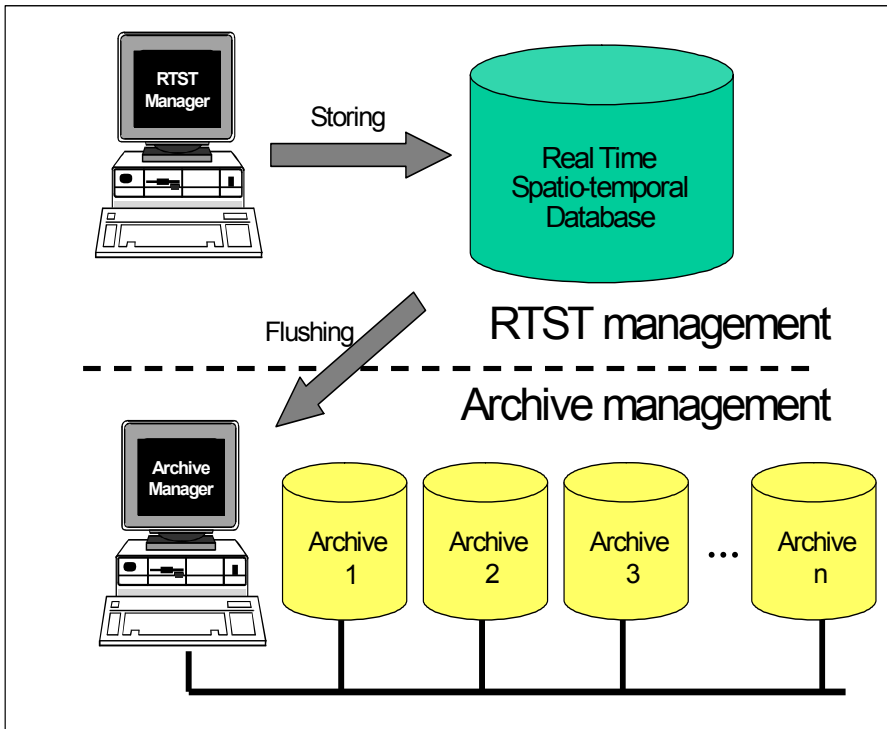 RTST
Manager
Storing
Real Time
Spatio-temporal
Database
Flushing
RTST management
Archive management
Archive
Manager
Archive
1
Archive
2
Archive
3
...
Archive
n